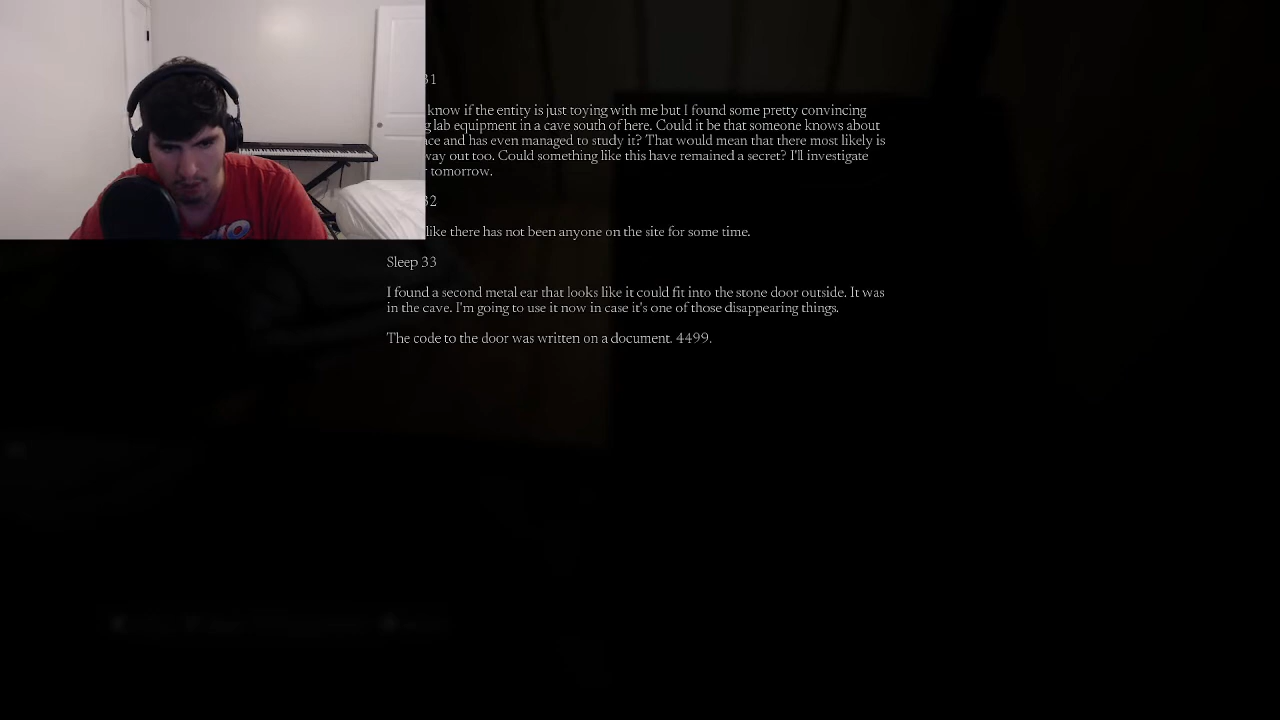 31
know if the entity is just toying with me but I found some pretty convincing
lab equipment in a cave south of here. Could it be that someone knows about
and has even managed to study it? That would mean that there most likely is
way out too. Could something like this have remained a secret? I'll investigate
tomorrow.
32
like there has not been anyone on the site for some time.
Sleep 33
I found a second metal ear that looks like it could fit into the stone door outside. It was
in the cave. I'm going to use it now in case it's one of those disappearing things.
The code to the door was written on a document. 4499.